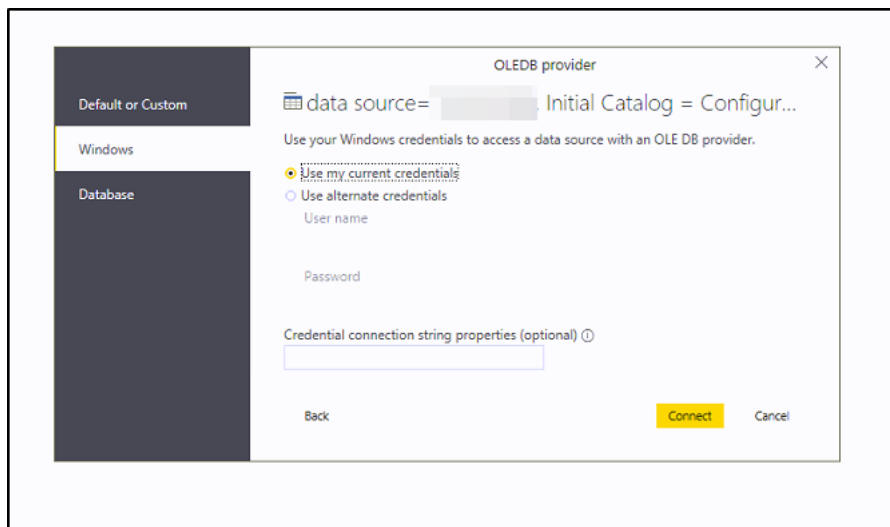 OLEDB provider
data source= , Initial Catalog = Configur...
Default or Custom
Windows
Database
Use your Windows credentials to access a data source with an OLE DB provider.
Use my current credentials
Use alternate credentials
User name
Password
Credential connection string properties (optional)
Back
Connect
Cancel